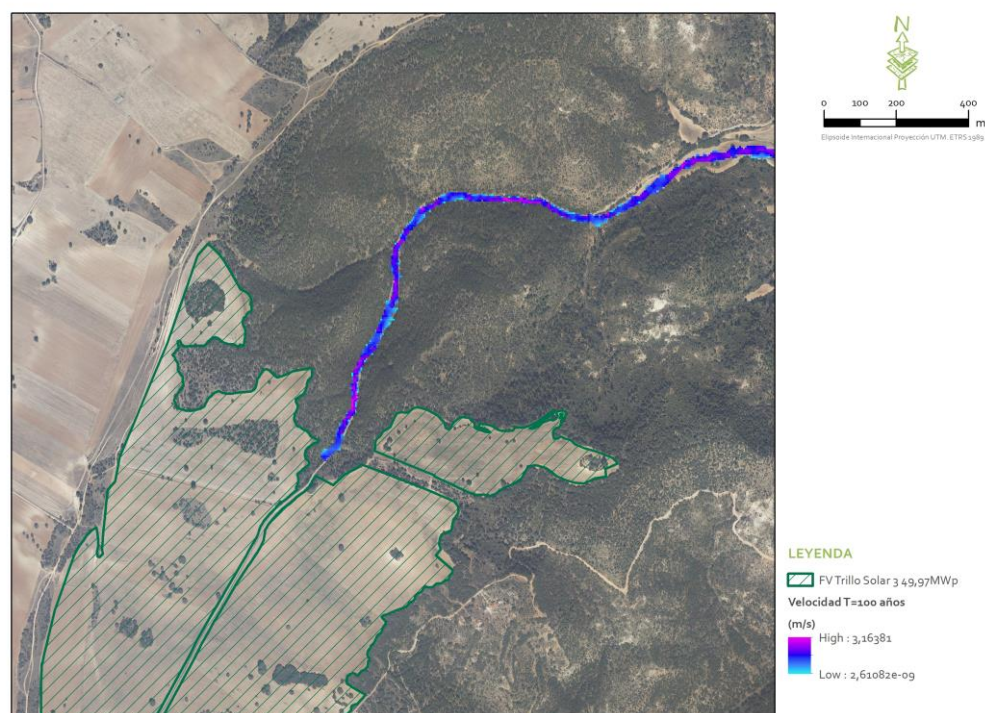 N
0 100 200 400
m
Elipsoide Internacional Proyección UTM. ETRS 1989
LEYENDA
FV Trillo Solar 3 49,97MWp
Velocidad T=100 años
(m/s)
High : 3,16381
Low : 2,61082e-09